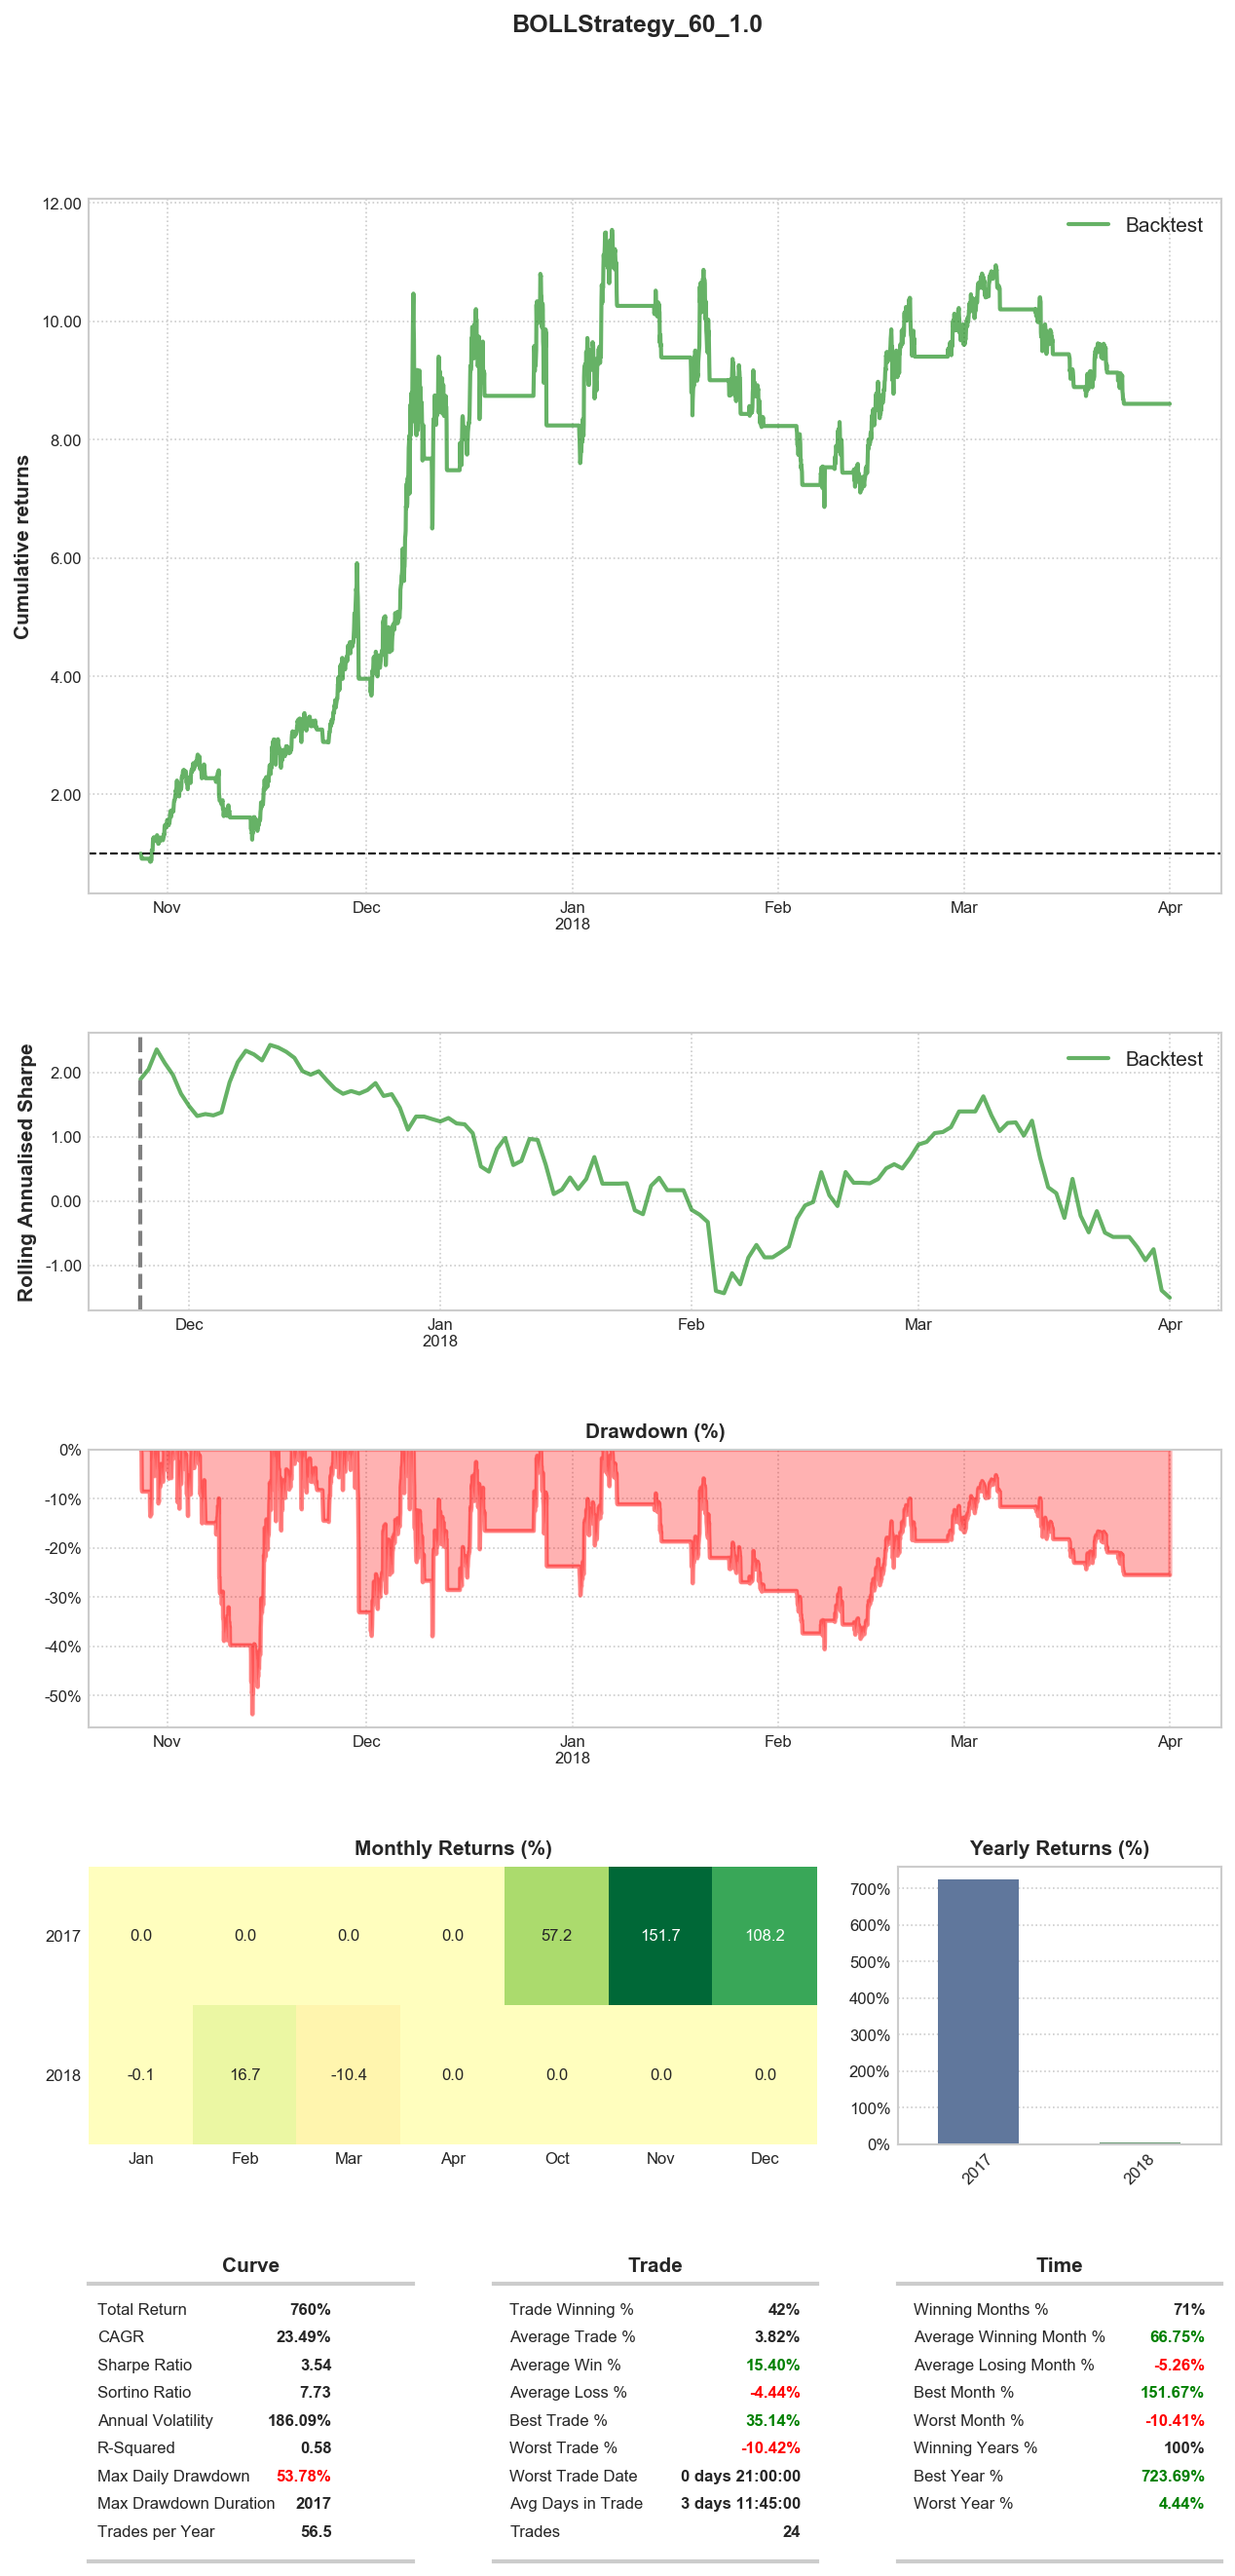 BOLLStrategy_60_1.0
12.00
10.00
8.00
6.00
4.00
2.00
Cumulative returns
Backtest
Nov Dec Jan Feb Mar Apr
2018
2.00
1.00
0.00
-1.00
Rolling Annualised Sharpe
Backtest
Dec Jan Feb Mar Apr
2018
Drawdown (%)
0%
-10%
-20%
-30%
-40%
-50%
Nov Dec Jan Feb Mar Apr
2018
Monthly Returns (%)
2017 0.0 0.0 0.0 0.0 57.2 151.7 108.2
2018 -0.1 16.7 -10.4 0.0 0.0 0.0 0.0
Jan Feb Mar Apr Oct Nov Dec
Yearly Returns (%)
700%
600%
500%
400%
300%
200%
100%
0%
2017 2018
Curve
Total Return 760%
CAGR 23.49%
Sharpe Ratio 3.54
Sortino Ratio 7.73
Annual Volatility 186.09%
R-Squared 0.58
Max Daily Drawdown 53.78%
Max Drawdown Duration 2017
Trades per Year 56.5
Trade
Trade Winning % 42%
Average Trade % 3.82%
Average Win % 15.40%
Average Loss % -4.44%
Best Trade % 35.14%
Worst Trade % -10.42%
Worst Trade Date 0 days 21:00:00
Avg Days in Trade 3 days 11:45:00
Trades 24
Time
Winning Months % 71%
Average Winning Month % 66.75%
Average Losing Month % -5.26%
Best Month % 151.67%
Worst Month % -10.41%
Winning Years % 100%
Best Year % 723.69%
Worst Year % 4.44%